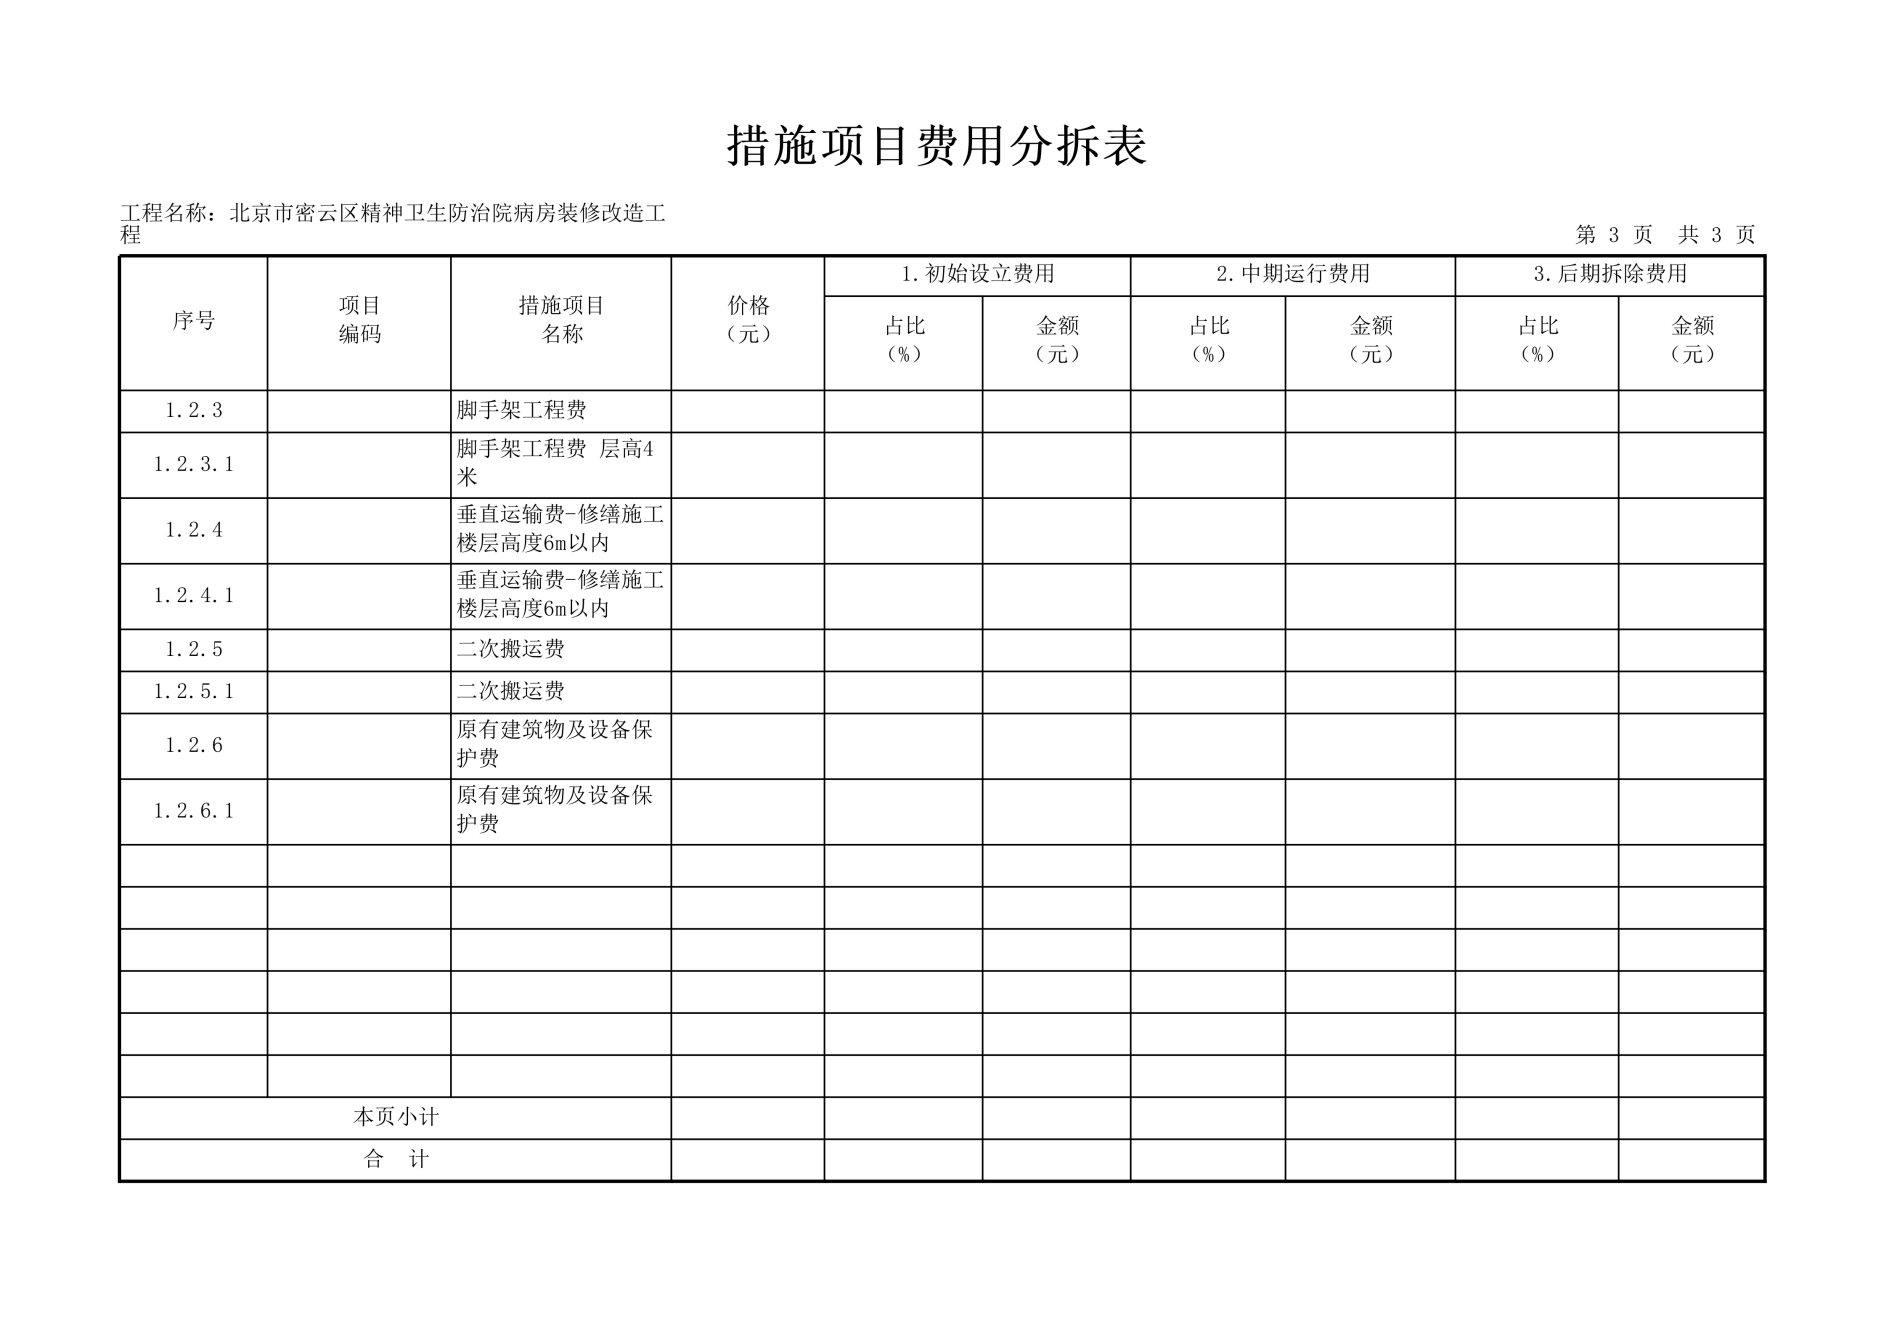 措施项目费用分拆表
工程名称：北京市密云区精神卫生防治院病房装修改造工
程
第 3 页 共 3 页
序号
项目
编码
措施项目
名称
价格
（元）
1.初始设立费用
2.中期运行费用
3.后期拆除费用
占比
（%）
金额
（元）
占比
（%）
金额
（元）
占比
（%）
金额
（元）
1.2.3
脚手架工程费
1.2.3.1
脚手架工程费 层高4
米
1.2.4
垂直运输费-修缮施工
楼层高度6m以内
1.2.4.1
垂直运输费-修缮施工
楼层高度6m以内
1.2.5
二次搬运费
1.2.5.1
二次搬运费
1.2.6
原有建筑物及设备保
护费
1.2.6.1
原有建筑物及设备保
护费
本页小计
合 计